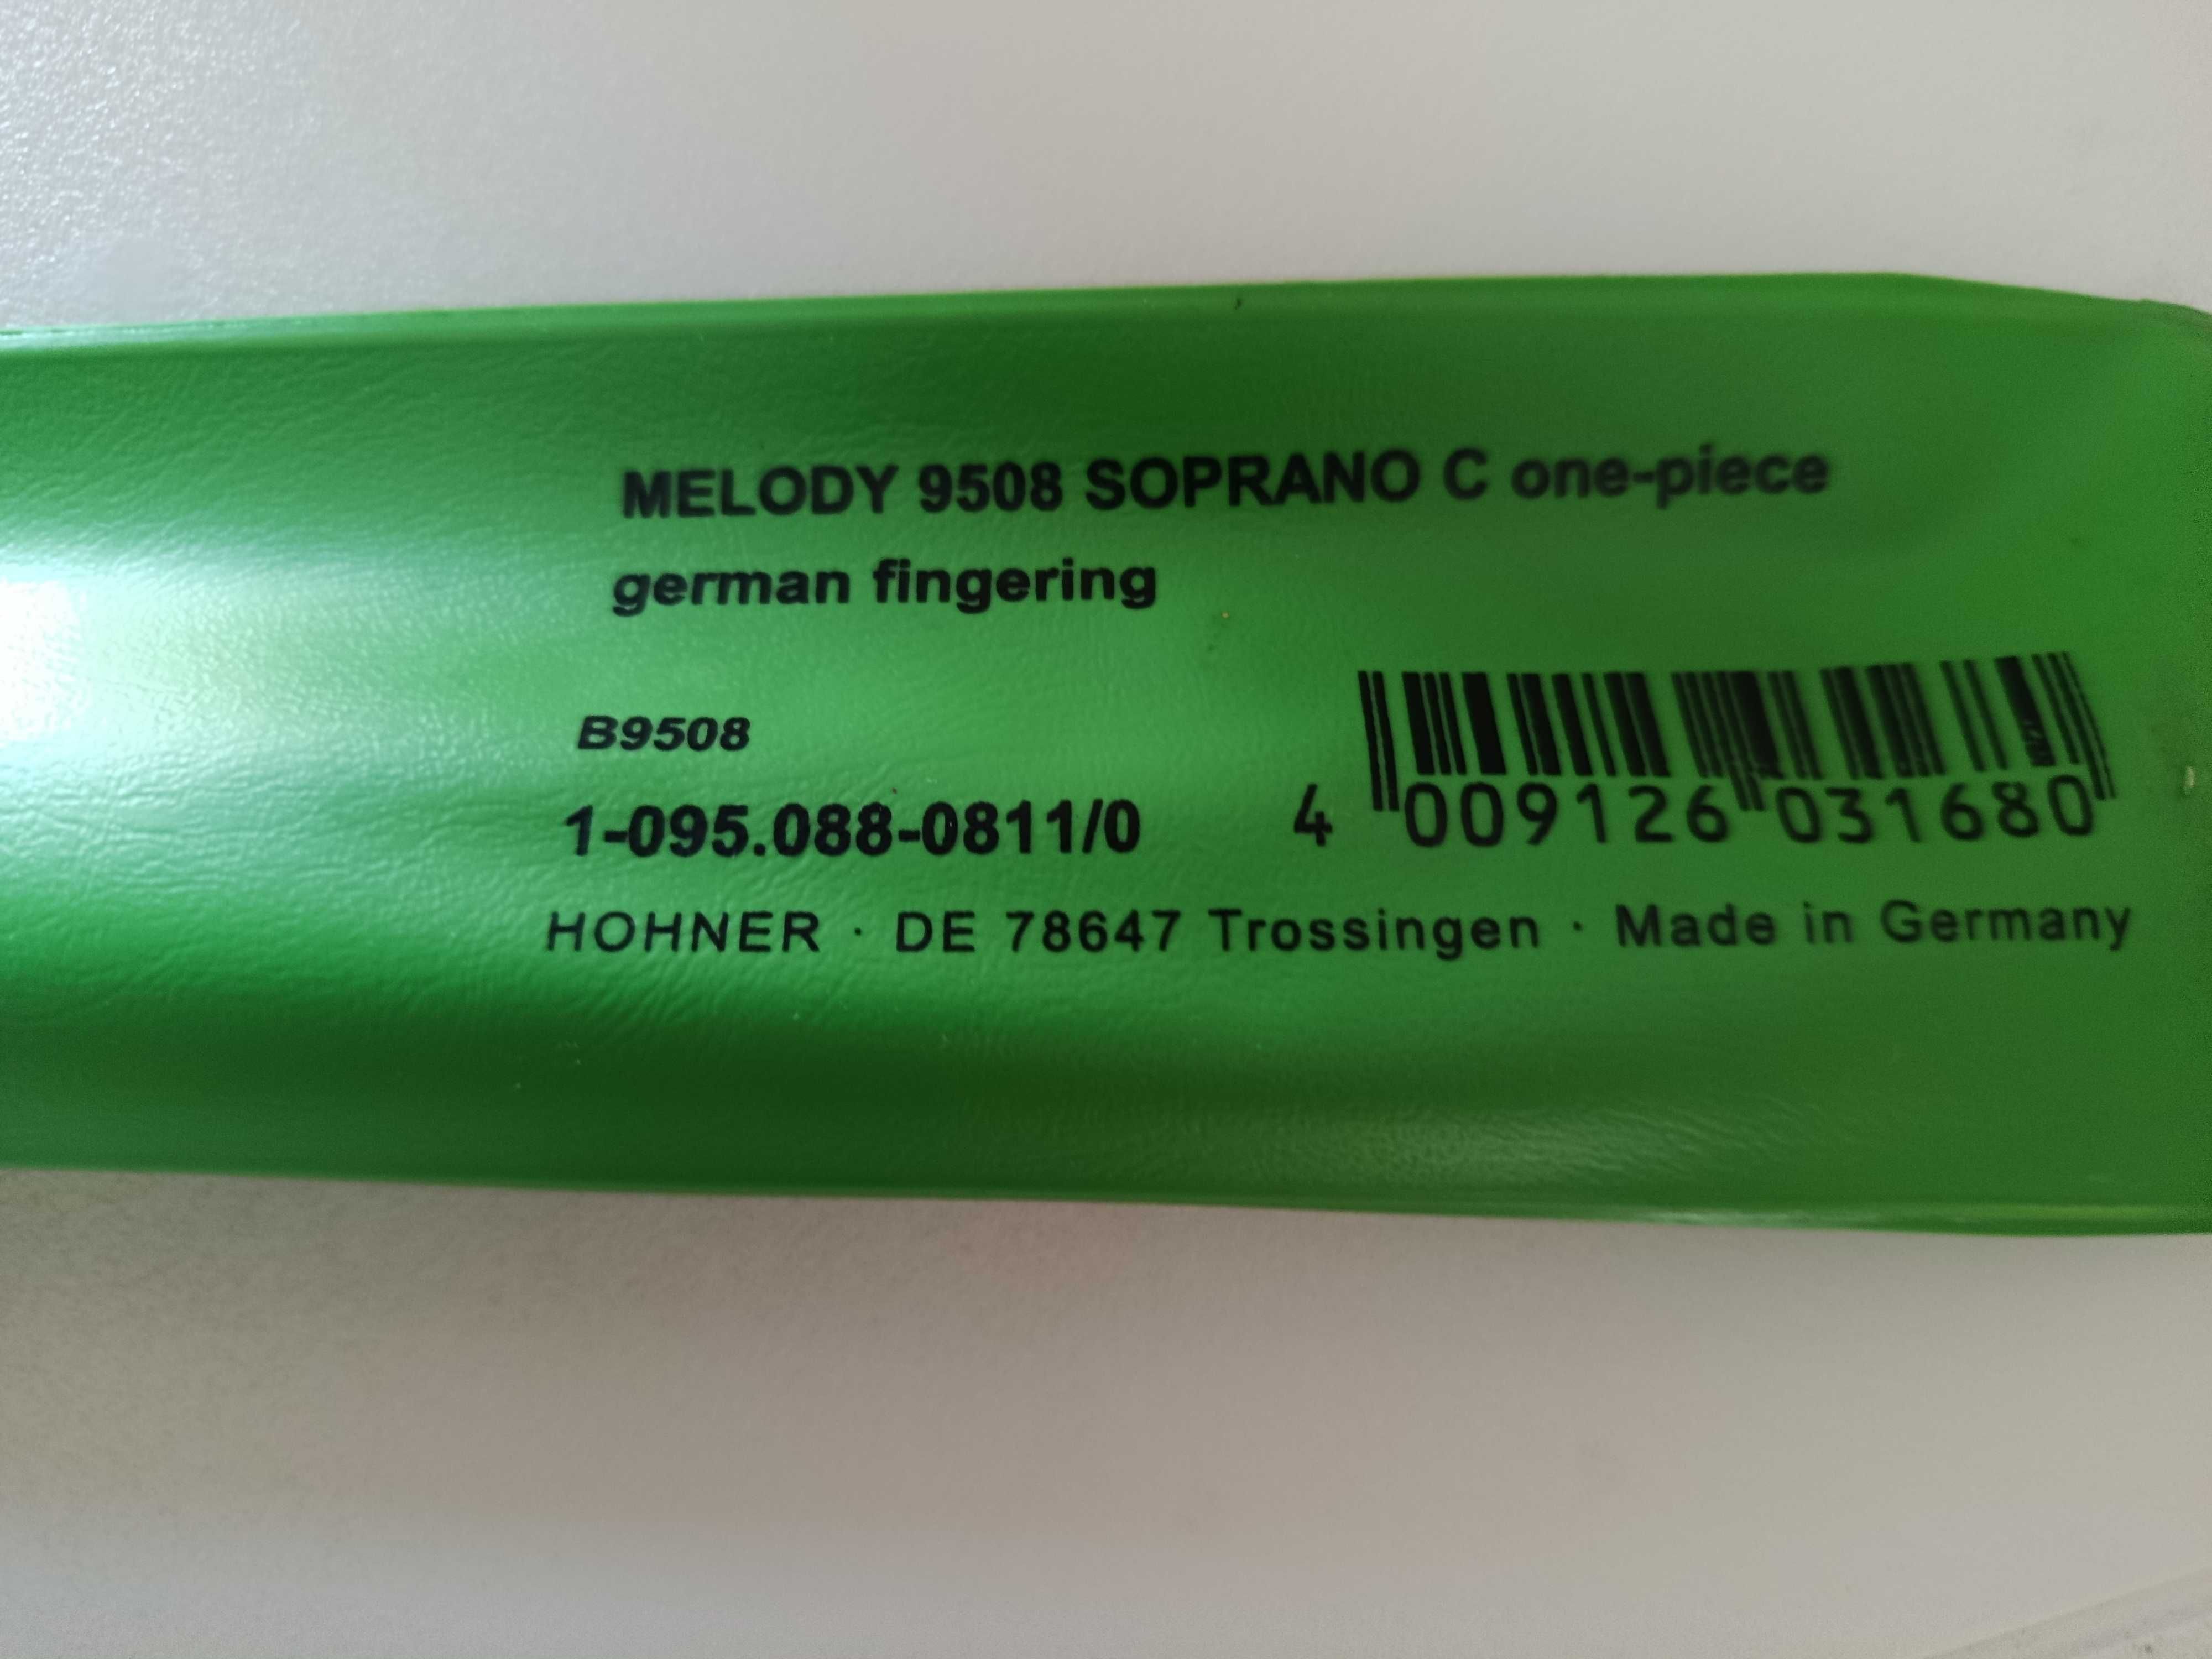 MELODY 9508 SOPRANO C one-piece
german fingering
B9508
1-095.088-0811/0
4 009126 031680
HOHNER · DE 78647 Trossingen · Made in Germany